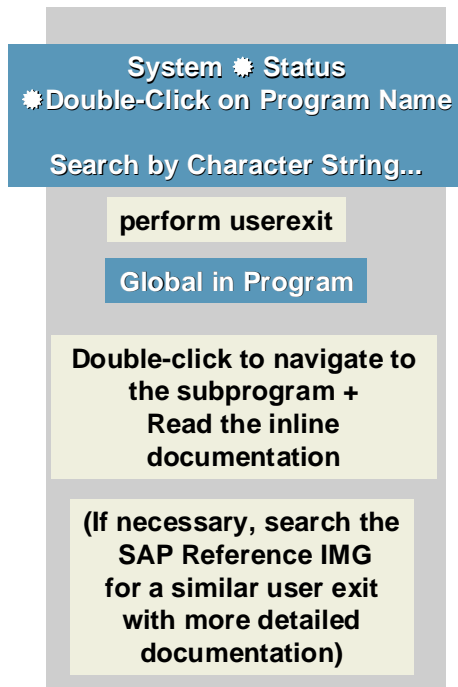 System ✹ Status
✹Double-Click on Program Name
Search by Character String...
perform userexit
Global in Program
Double-click to navigate to
the subprogram +
Read the inline
documentation
(If necessary, search the
SAP Reference IMG
for a similar user exit
with more detailed
documentation)